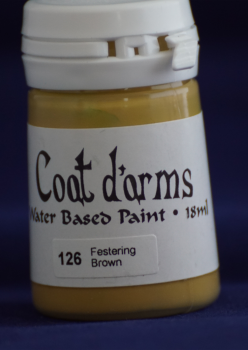 Coat d'arms
Water Based Paint • 18ml
126 Festering
Brown